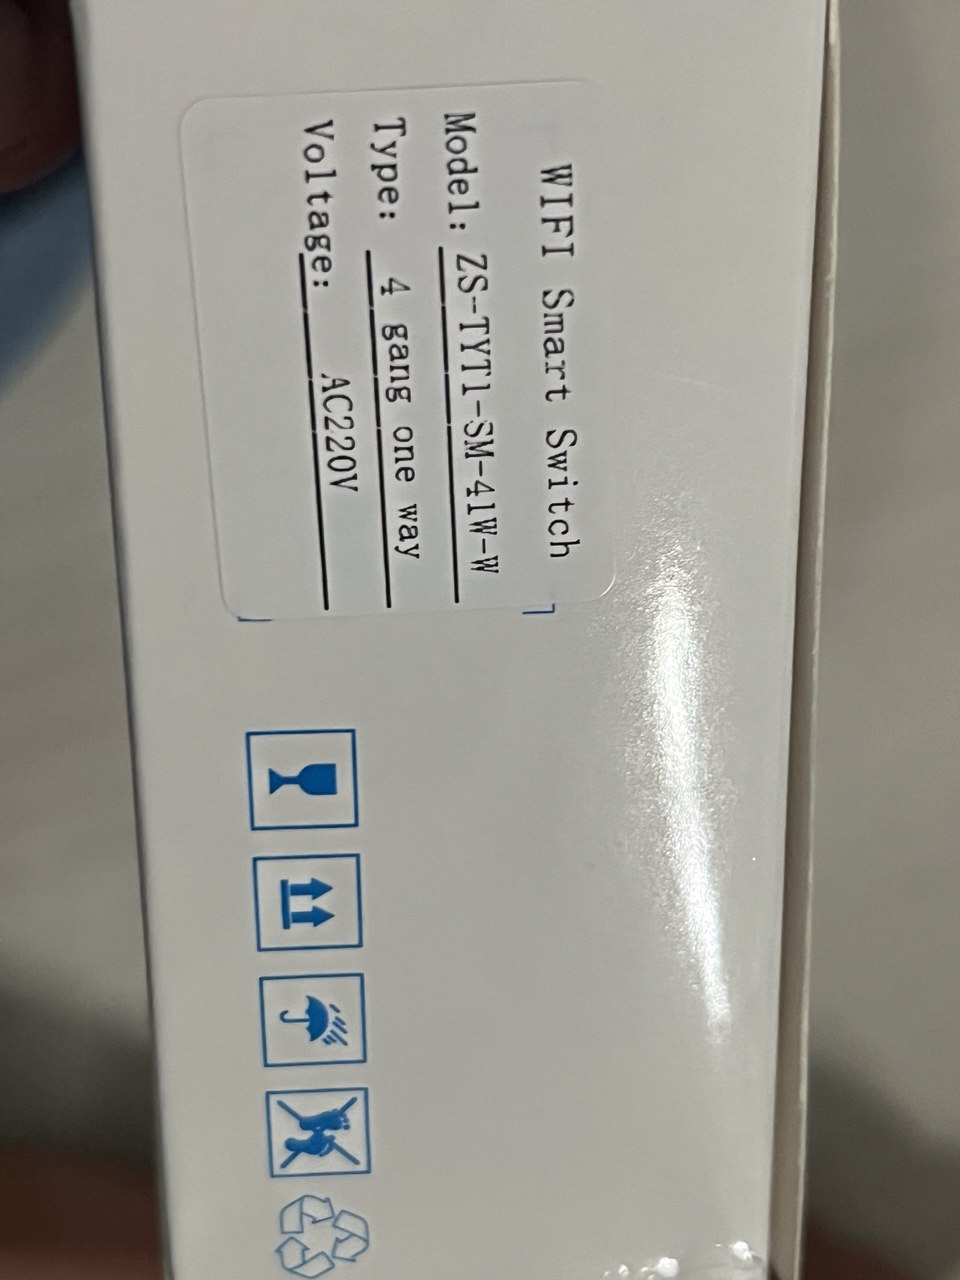 WIFI Smart Switch
Model: ZS-TYT1-SM-41W-W
Type: 4 gang one way
Voltage: AC220V